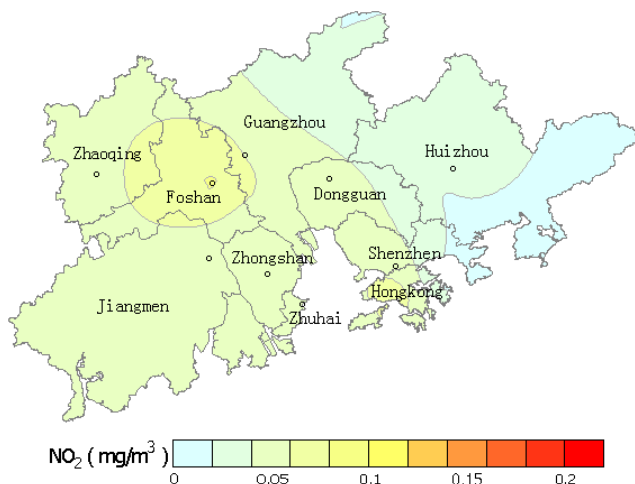 Guangzhou
Zhaoqing
Huizhou
Foshan
Dongguan
Zhongshan
Shenzhen
Jiangmen
Hongkong
Zhuhai
NO₂ ( mg/m³ )
0 0.05 0.1 0.15 0.2